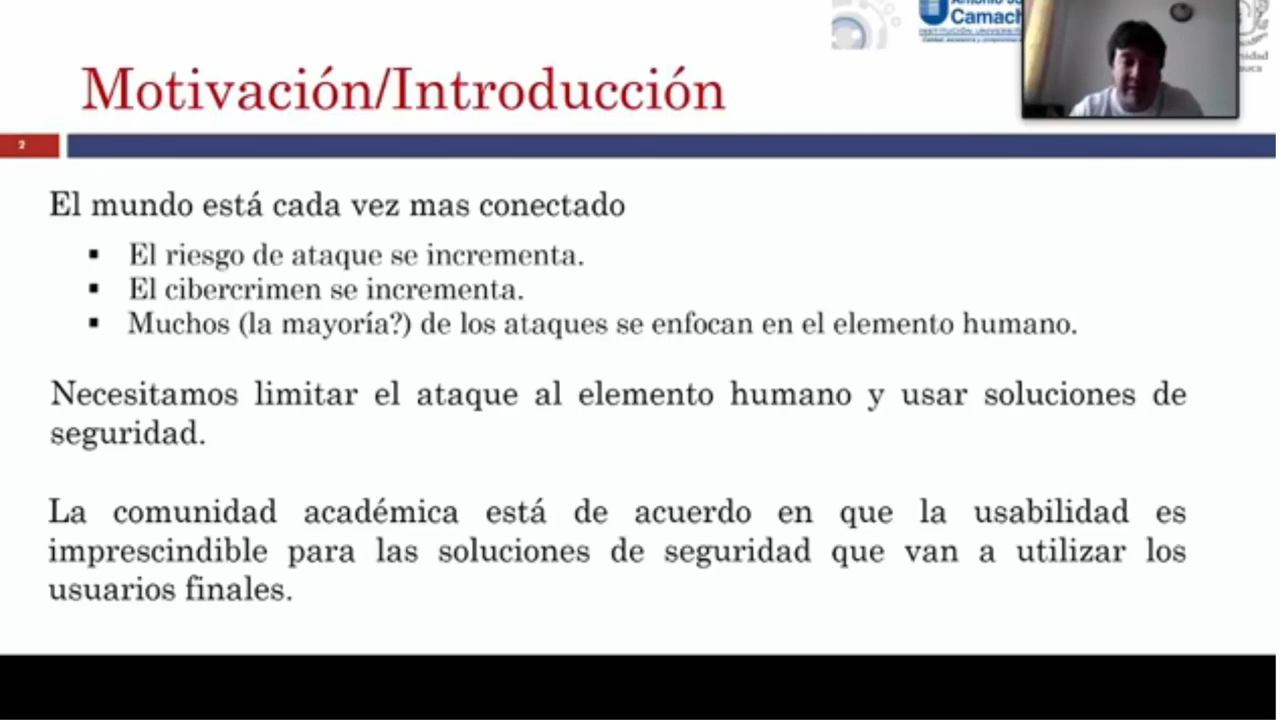 Camach
Motivación/Introducción
2
El mundo está cada vez mas conectado
▪ El riesgo de ataque se incrementa.
▪ El cibercrimen se incrementa.
▪ Muchos (la mayoría?) de los ataques se enfocan en el elemento humano.
Necesitamos limitar el ataque al elemento humano y usar soluciones de
seguridad.
La comunidad académica está de acuerdo en que la usabilidad es
imprescindible para las soluciones de seguridad que van a utilizar los
usuarios finales.